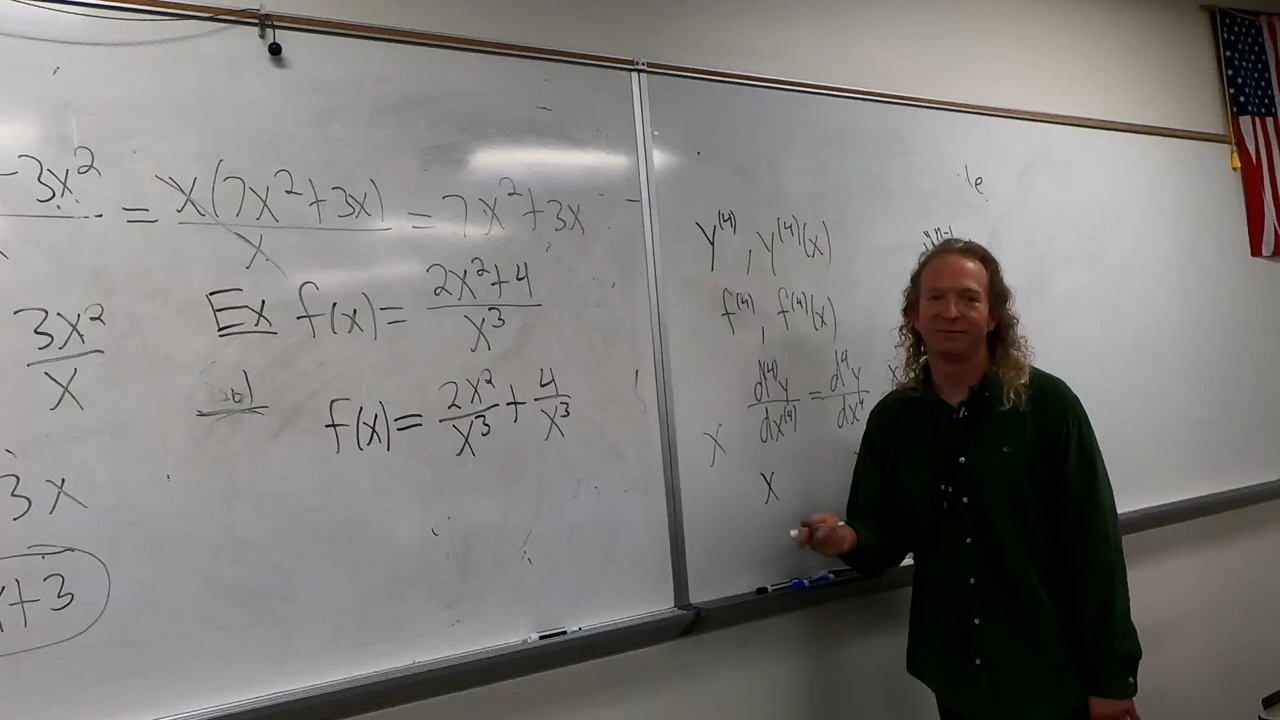 -3x² = x(7x²+3x)/x = 7x²+3x
3x²/x
3x
x+3
Ex f(x) = (2x²+4)/x³
Sol
f(x) = 2x²/x³ + 4/x³
y⁽⁴⁾, y⁽⁴⁾(x)
f⁽⁴⁾, f⁽⁴⁾(x)
d⁽⁴⁾y/dx⁽⁴⁾ = d⁴y/dx⁴
x
x